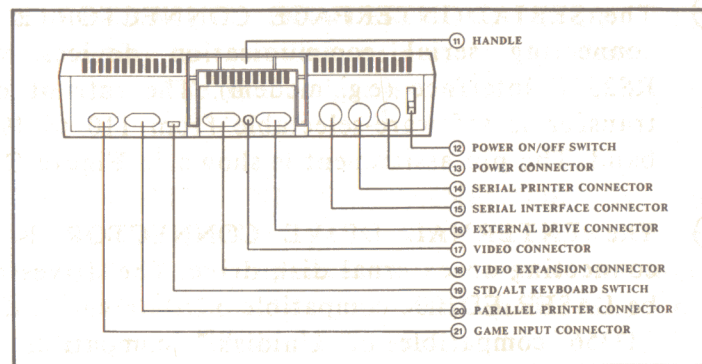 11 HANDLE
12 POWER ON/OFF SWITCH
13 POWER CONNECTOR
14 SERIAL PRINTER CONNECTOR
15 SERIAL INTERFACE CONNECTOR
16 EXTERNAL DRIVE CONNECTOR
17 VIDEO CONNECTOR
18 VIDEO EXPANSION CONNECTOR
19 STD/ALT KEYBOARD SWTICH
20 PARALLEL PRINTER CONNECTOR
21 GAME INPUT CONNECTOR